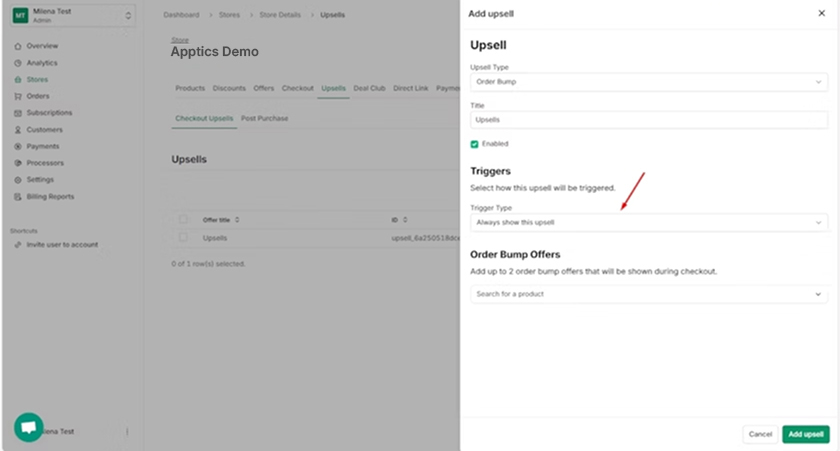 Milena Test
MT
Admin
Overview
Analytics
Stores
Orders
Subscriptions
Customers
Payments
Processors
Settings
Billing Reports
Shortcuts
Invite user to account
Dashboard > Stores > Store Details > Upsells
Store
Apptics Demo
Products Discounts Offers Checkout Upsells Deal Club Direct Link
Checkout Upsells Post Purchase
Upsells
Offer title ID
Upsells
0 of 1 row(s) selected.
Add upsell
Upsell
Upsell Type
Order Bump
Title
Upsells
Enabled
Triggers
Select how this upsell will be triggered.
Trigger Type
Always show this upsell
Order Bump Offers
Add up to 2 order bump offers that will be shown during checkout.
Search for a product
Cancel Add upsell